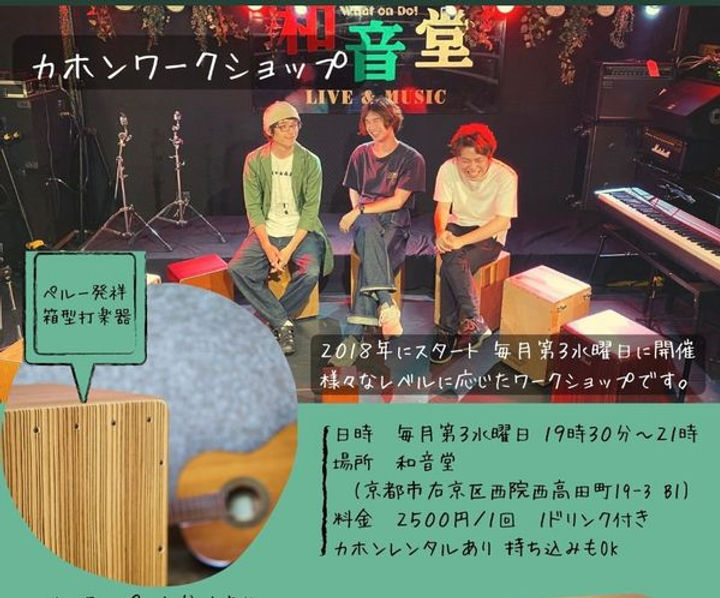 What on Do!
和音堂
LIVE & MUSIC
カホンワークショップ
ペルー発祥
箱型打楽器
2018年にスタート 毎月第3水曜日に開催
様々なレベルに応じたワークショップです。
日時 毎月第3水曜日 19時30分〜21時
場所 和音堂
(京都市右京区西院西高田町19-3 B1)
料金 2500円/1回 1ドリンク付き
カホンレンタルあり 持ち込みもOK